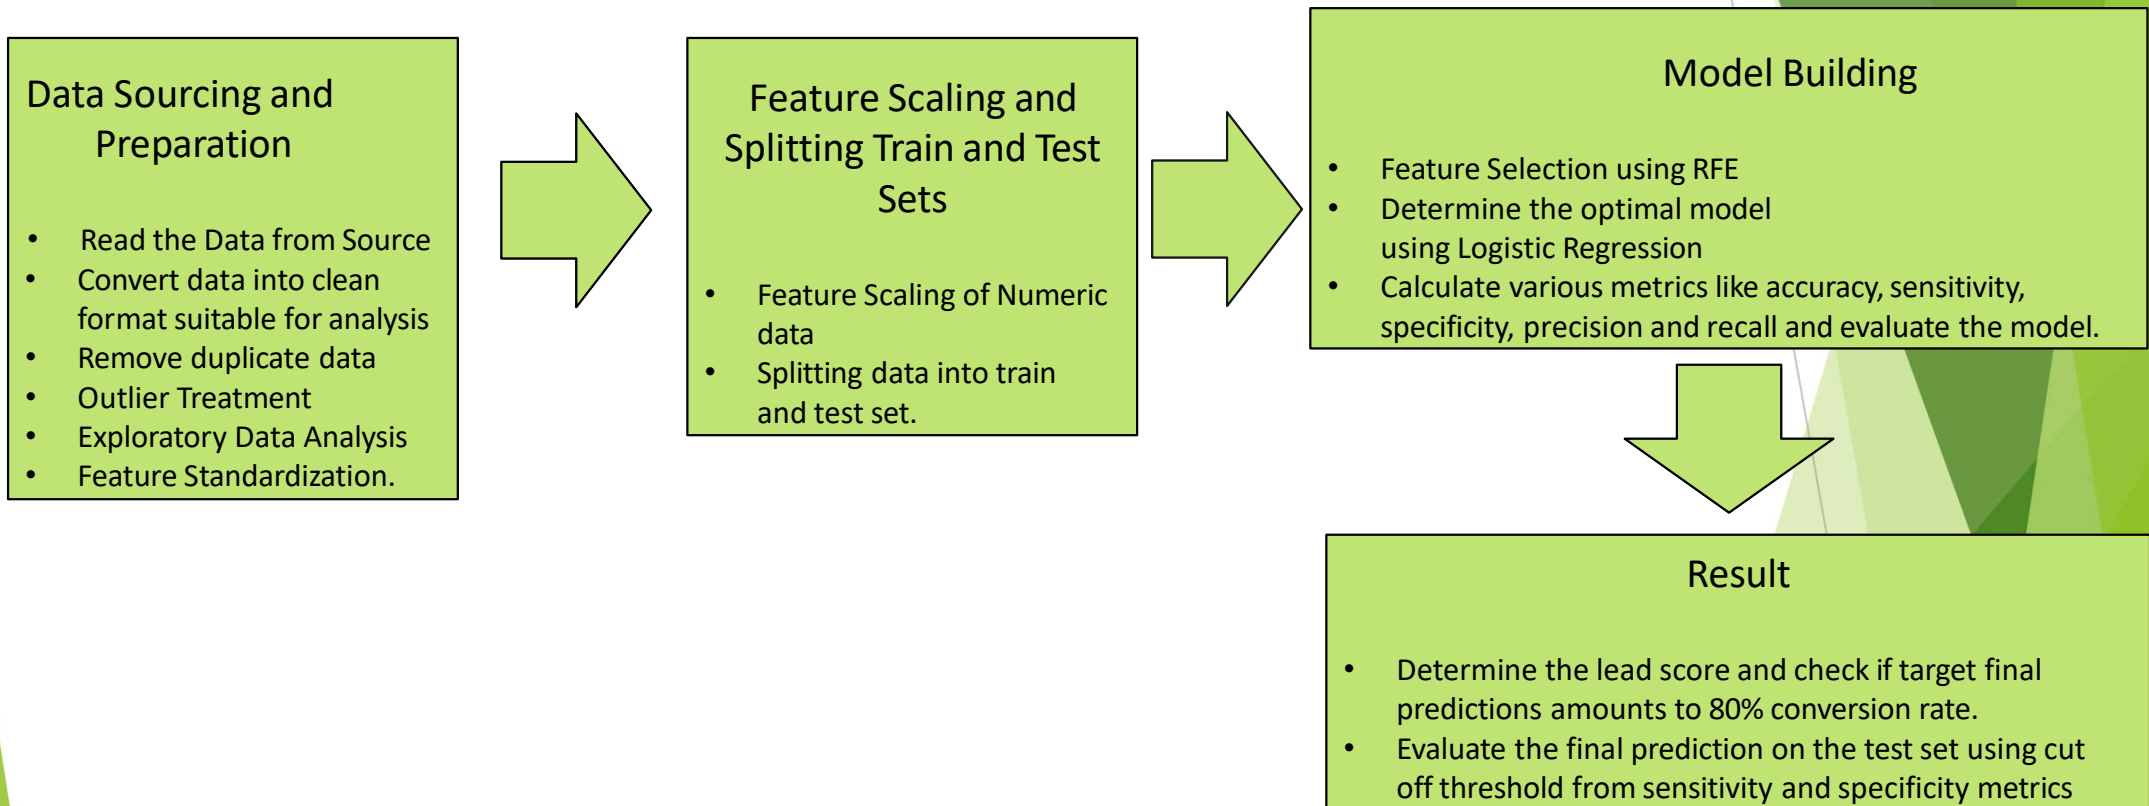 Data Sourcing and
Preparation
• Read the Data from Source
• Convert data into clean
format suitable for analysis
• Remove duplicate data
• Outlier Treatment
• Exploratory Data Analysis
• Feature Standardization.
Feature Scaling and
Splitting Train and Test
Sets
• Feature Scaling of Numeric
data
• Splitting data into train
and test set.
Model Building
• Feature Selection using RFE
• Determine the optimal model
using Logistic Regression
• Calculate various metrics like accuracy, sensitivity,
specificity, precision and recall and evaluate the model.
Result
• Determine the lead score and check if target final
predictions amounts to 80% conversion rate.
• Evaluate the final prediction on the test set using cut
off threshold from sensitivity and specificity metrics